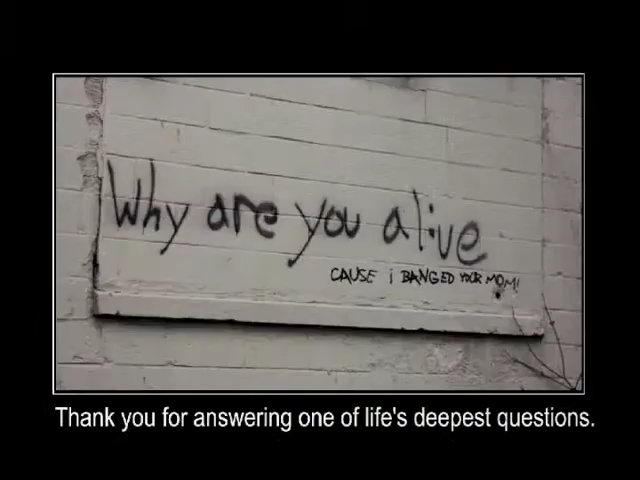 Why are you alive
CAUSE i BANGED YOUR MOM!
Thank you for answering one of life's deepest questions.